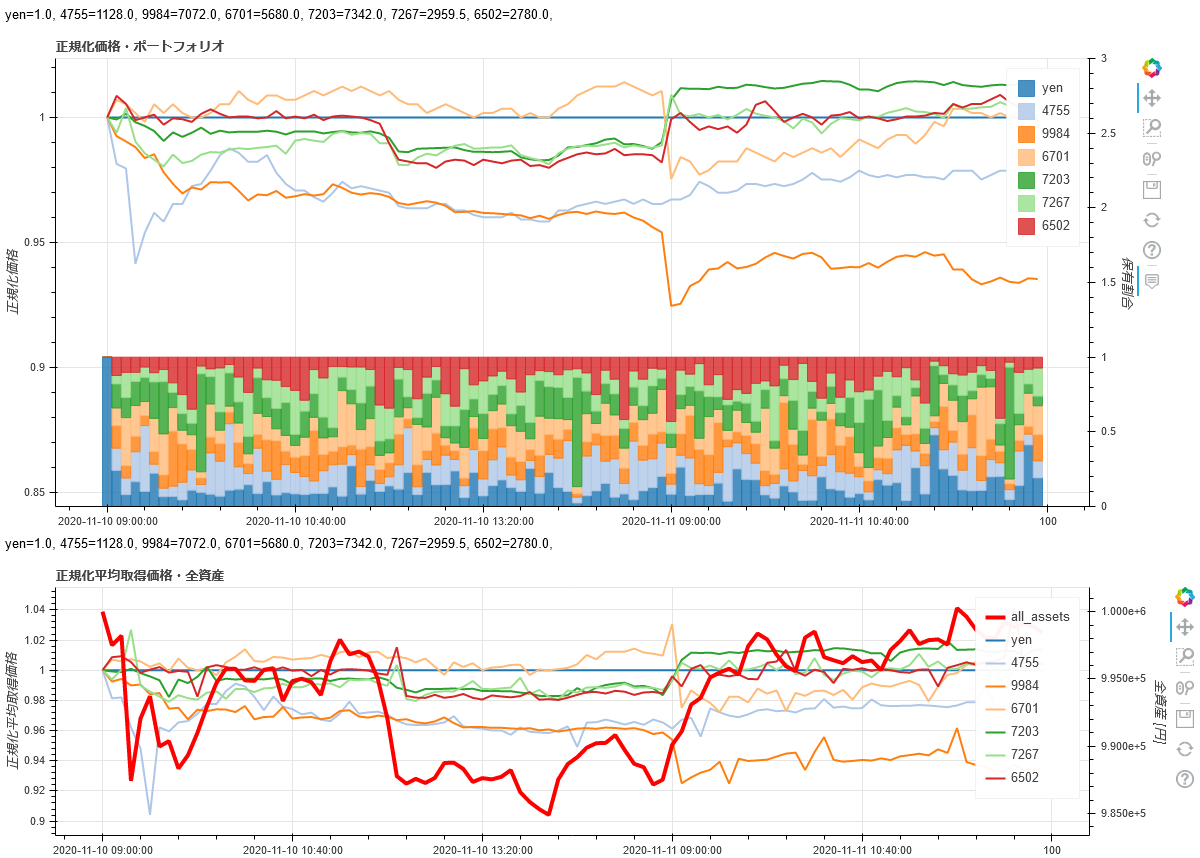 yen=1.0, 4755=1128.0, 9984=7072.0, 6701=5680.0, 7203=7342.0, 7267=2959.5, 6502=2780.0,
正規化価格・ポートフォリオ
正規化価格
1
0.95
0.9
0.85
3
2.5
2
1.5
1
0.5
0
保有割合
yen
4755
9984
6701
7203
7267
6502
2020-11-10 09:00:00
2020-11-10 10:40:00
2020-11-10 13:20:00
2020-11-11 09:00:00
2020-11-11 10:40:00
100
yen=1.0, 4755=1128.0, 9984=7072.0, 6701=5680.0, 7203=7342.0, 7267=2959.5, 6502=2780.0,
正規化平均取得価格・全資産
正規化平均取得価格
1.04
1.02
1
0.98
0.96
0.94
0.92
0.9
1.000e+6
9.950e+5
9.900e+5
9.850e+5
全資産 [円]
all_assets
yen
4755
9984
6701
7203
7267
6502
2020-11-10 09:00:00
2020-11-10 10:40:00
2020-11-10 13:20:00
2020-11-11 09:00:00
2020-11-11 10:40:00
100